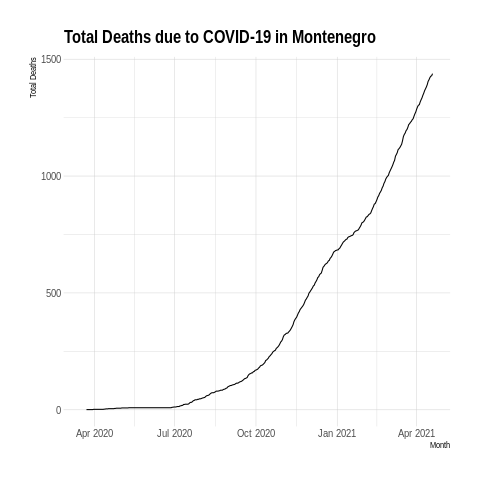 Total Deaths due to COVID-19 in Montenegro
Total Deaths
1500
1000
500
0
Apr 2020
Jul 2020
Oct 2020
Jan 2021
Apr 2021
Month